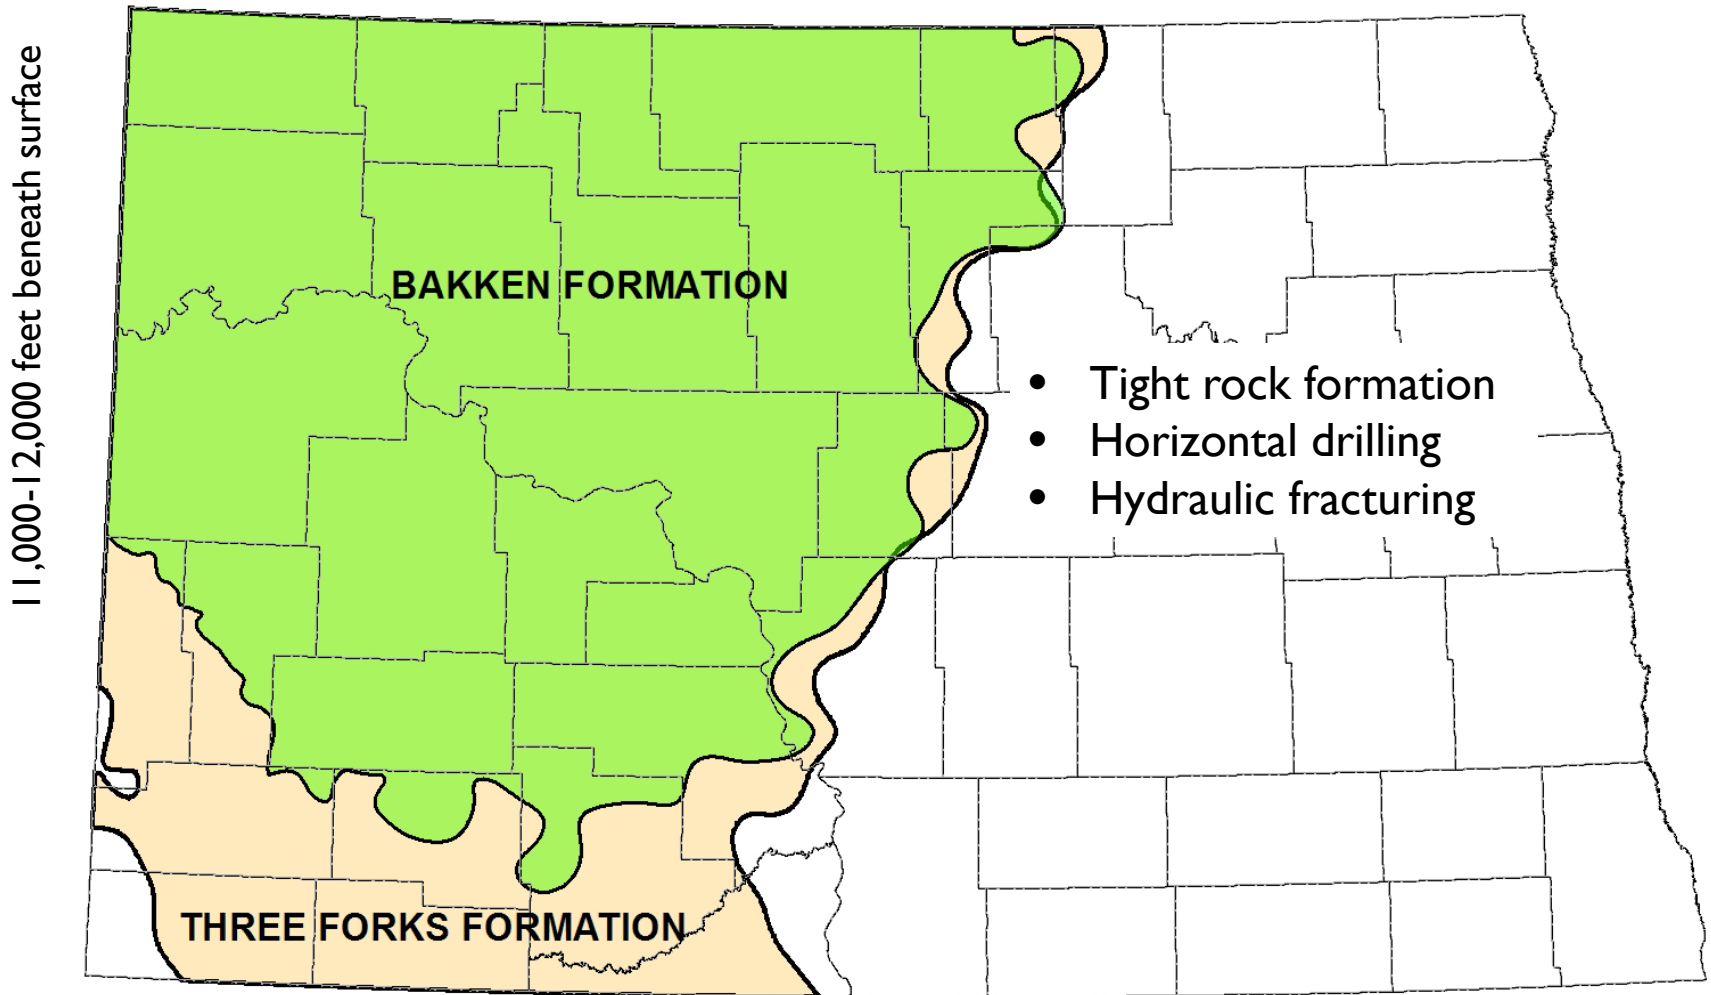 11,000-12,000 feet beneath surface
BAKKEN FORMATION
• Tight rock formation
• Horizontal drilling
• Hydraulic fracturing
THREE FORKS FORMATION